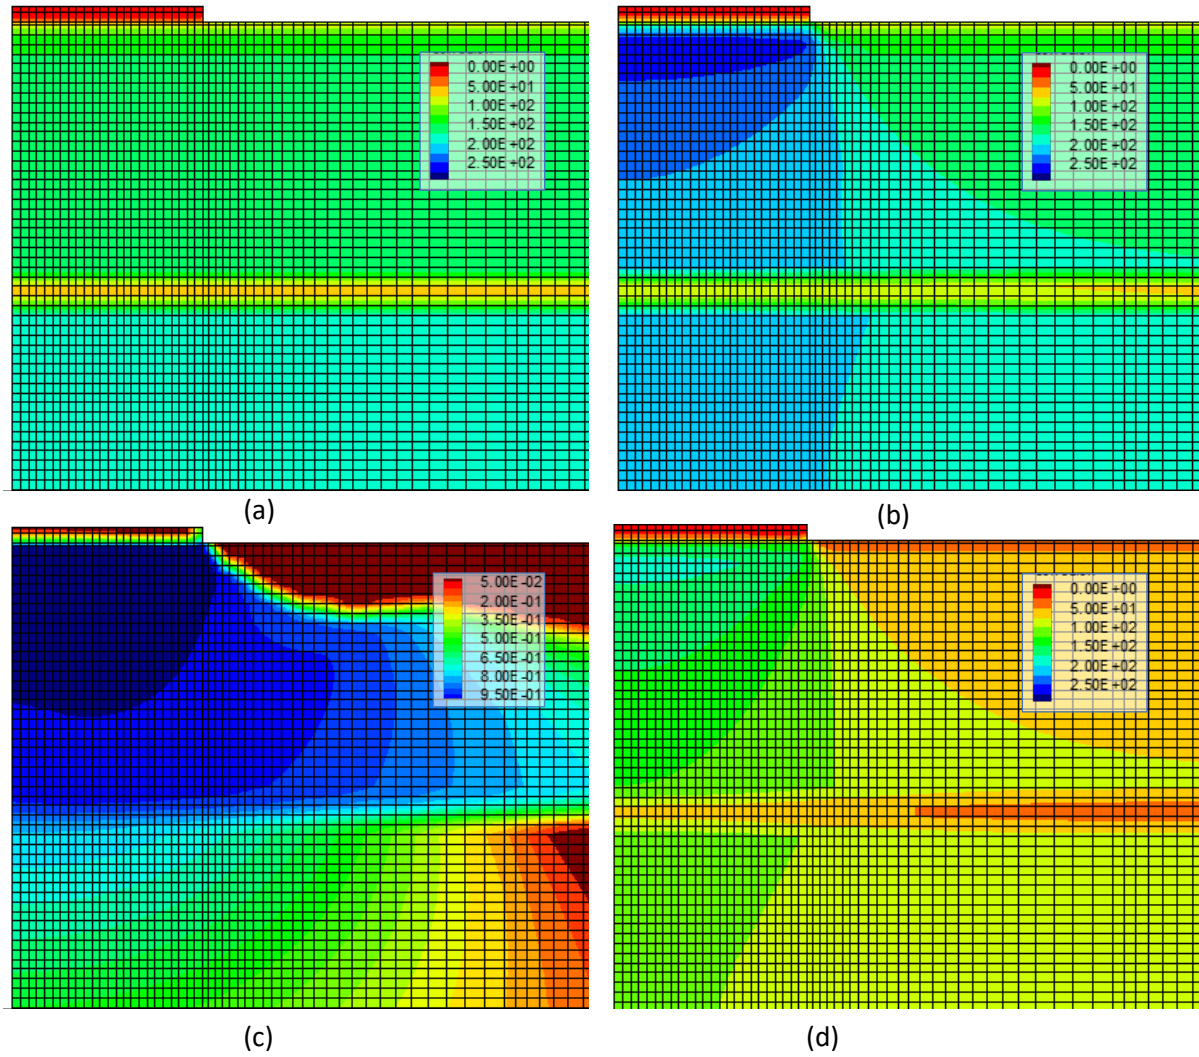 0.00E +00
5.00E +01
1.00E +02
1.50E +02
2.00E +02
2.50E +02
0.00E +00
5.00E +01
1.00E +02
1.50E +02
2.00E +02
2.50E +02
(a)
(b)
5.00E -02
2.00E -01
3.50E -01
5.00E -01
6.50E -01
8.00E -01
9.50E -01
0.00E +00
5.00E +01
1.00E +02
1.50E +02
2.00E +02
2.50E +02
(c)
(d)